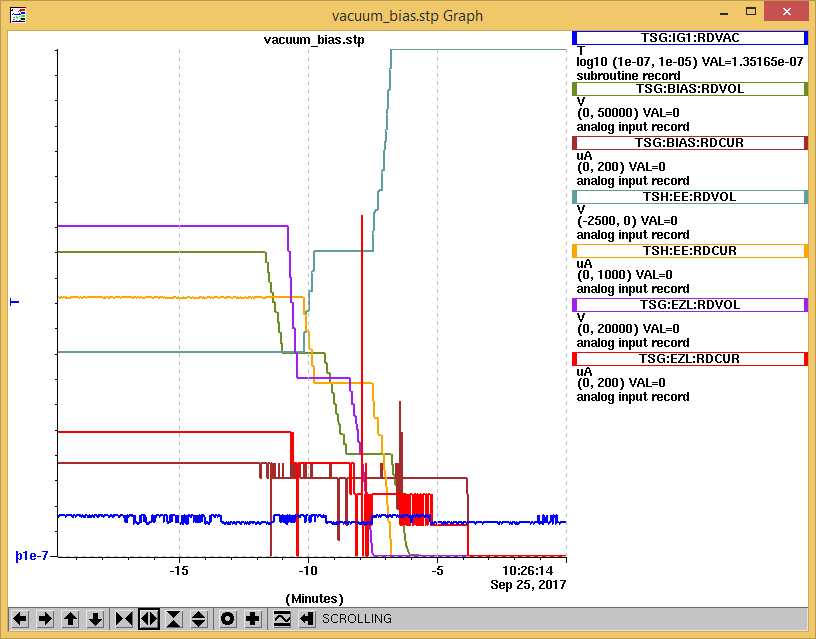 vacuum_bias.stp Graph
vacuum_bias.stp
T
1e-7
-15
-10
-5
10:26:14
Sep 25, 2017
(Minutes)
TSG:IG1:RDVAC
T
log10 (1e-07, 1e-05) VAL=1.35165e-07
subroutine record
TSG:BIAS:RDVOL
V
(0, 50000) VAL=0
analog input record
TSG:BIAS:RDCUR
uA
(0, 200) VAL=0
analog input record
TSH:EE:RDVOL
V
(-2500, 0) VAL=0
analog input record
TSH:EE:RDCUR
uA
(0, 1000) VAL=0
analog input record
TSG:EZL:RDVOL
V
(0, 20000) VAL=0
analog input record
TSG:EZL:RDCUR
uA
(0, 200) VAL=0
analog input record
SCROLLING